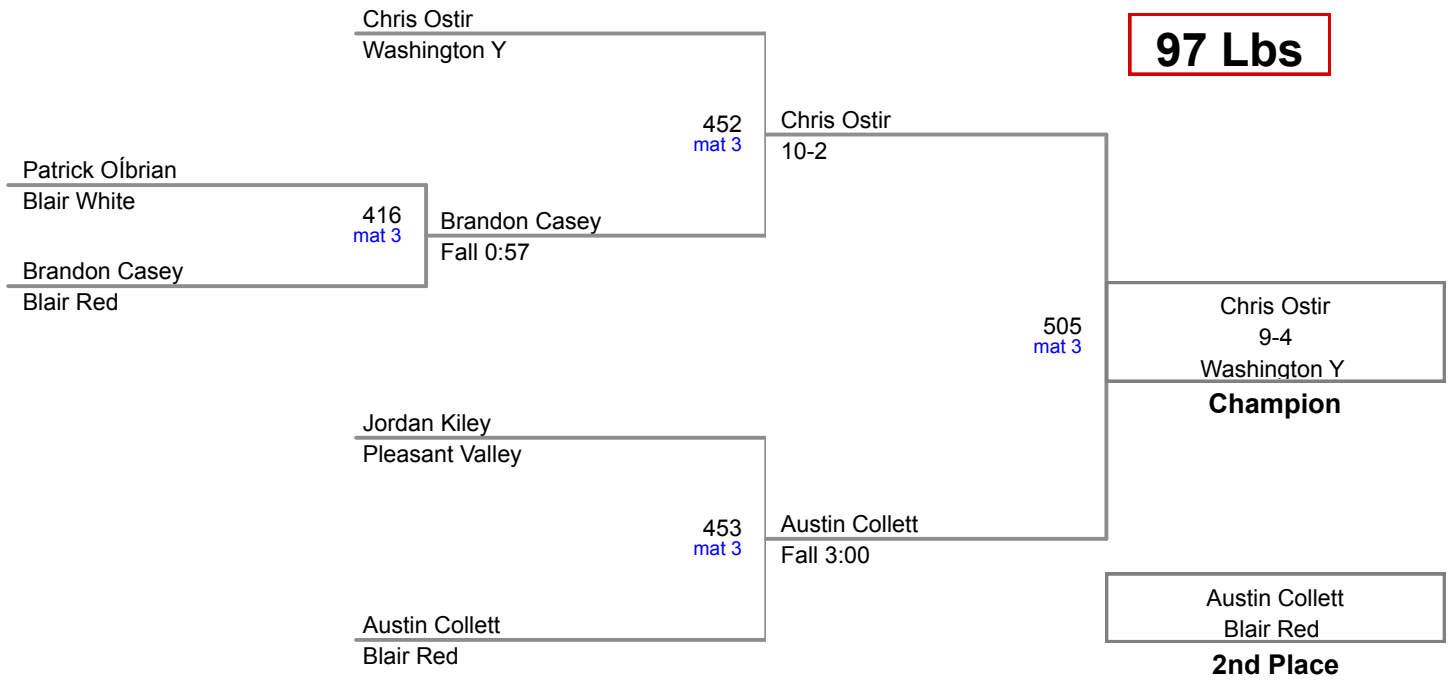 Chris Ostir
Washington Y
97 Lbs
452
mat 3
Chris Ostir
10-2
Patrick OÍbrian
Blair White
416
mat 3
Brandon Casey
Fall 0:57
Brandon Casey
Blair Red
505
mat 3
Chris Ostir
9-4
Washington Y
Champion
Jordan Kiley
Pleasant Valley
453
mat 3
Austin Collett
Fall 3:00
Austin Collett
Blair Red
Austin Collett
Blair Red
2nd Place